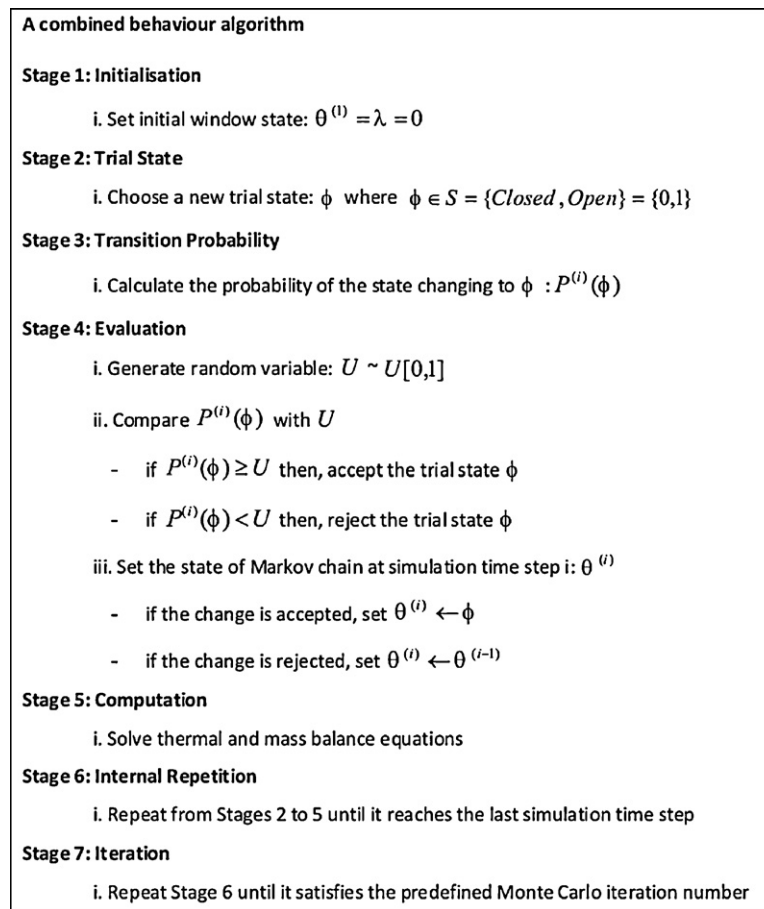 A combined behaviour algorithm
Stage 1: Initialisation
i. Set initial window state: θ⁽¹⁾ = λ = 0
Stage 2: Trial State
i. Choose a new trial state: ϕ where ϕ ∈ S = {Closed, Open} = {0,1}
Stage 3: Transition Probability
i. Calculate the probability of the state changing to ϕ : P⁽ⁱ⁾(ϕ)
Stage 4: Evaluation
i. Generate random variable: U ~ U[0,1]
ii. Compare P⁽ⁱ⁾(ϕ) with U
- if P⁽ⁱ⁾(ϕ) ≥ U then, accept the trial state ϕ
- if P⁽ⁱ⁾(ϕ) < U then, reject the trial state ϕ
iii. Set the state of Markov chain at simulation time step i: θ⁽ⁱ⁾
- if the change is accepted, set θ⁽ⁱ⁾ ← ϕ
- if the change is rejected, set θ⁽ⁱ⁾ ← θ⁽ⁱ⁻¹⁾
Stage 5: Computation
i. Solve thermal and mass balance equations
Stage 6: Internal Repetition
i. Repeat from Stages 2 to 5 until it reaches the last simulation time step
Stage 7: Iteration
i. Repeat Stage 6 until it satisfies the predefined Monte Carlo iteration number